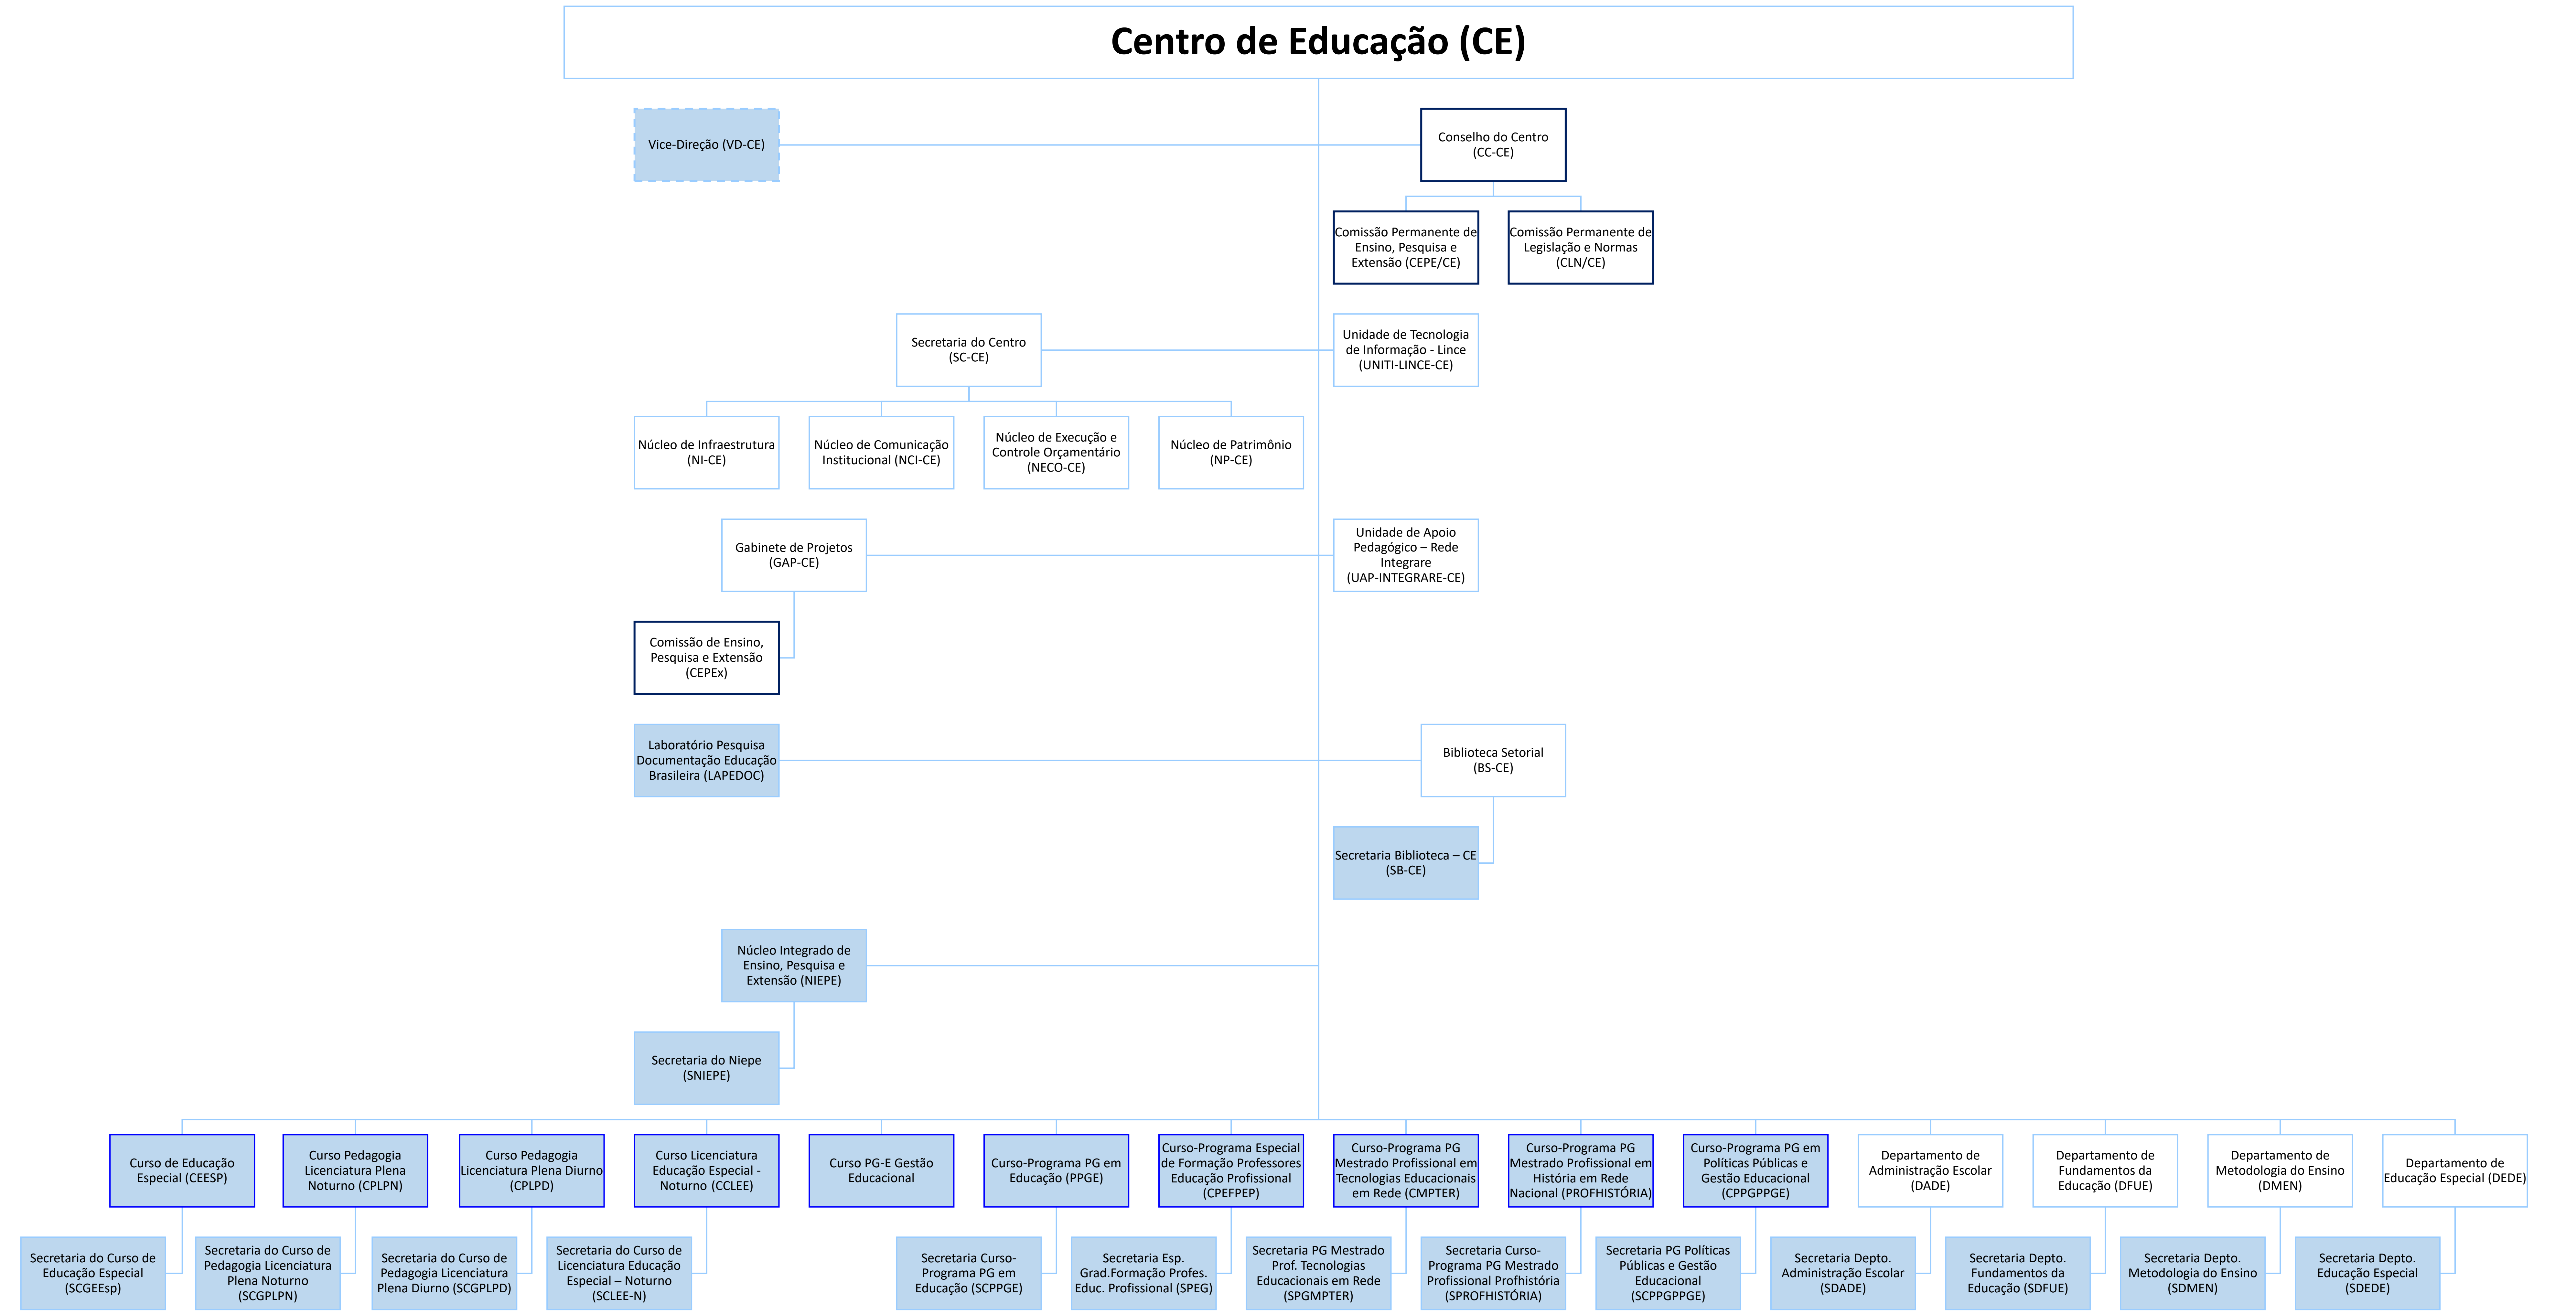 Centro de Educação (CE)
Vice-Direção (VD-CE)
Conselho do Centro
(CC-CE)
Comissão Permanente de
Ensino, Pesquisa e
Extensão (CEPE/CE)
Comissão Permanente de
Legislação e Normas
(CLN/CE)
Secretaria do Centro
(SC-CE)
Unidade de Tecnologia
de Informação - Lince
(UNITI-LINCE-CE)
Núcleo de Infraestrutura
(NI-CE)
Núcleo de Comunicação
Institucional (NCI-CE)
Núcleo de Execução e
Controle Orçamentário
(NECO-CE)
Núcleo de Patrimônio
(NP-CE)
Gabinete de Projetos
(GAP-CE)
Unidade de Apoio
Pedagógico – Rede
Integrare
(UAP-INTEGRARE-CE)
Comissão de Ensino,
Pesquisa e Extensão
(CEPEx)
Laboratório Pesquisa
Documentação Educação
Brasileira (LAPEDOC)
Biblioteca Setorial
(BS-CE)
Secretaria Biblioteca – CE
(SB-CE)
Núcleo Integrado de
Ensino, Pesquisa e
Extensão (NIEPE)
Secretaria do Niepe
(SNIEPE)
Curso de Educação
Especial (CEESP)
Curso Pedagogia
Licenciatura Plena
Noturno (CPLPN)
Curso Pedagogia
Licenciatura Plena Diurno
(CPLPD)
Curso Licenciatura
Educação Especial -
Noturno (CCLEE)
Curso PG-E Gestão
Educacional
Curso-Programa PG em
Educação (PPGE)
Curso-Programa Especial
de Formação Professores
Educação Profissional
(CPEFPEP)
Curso-Programa PG
Mestrado Profissional em
Tecnologias Educacionais
em Rede (CMPTER)
Curso-Programa PG
Mestrado Profissional em
História em Rede
Nacional (PROFHISTÓRIA)
Curso-Programa PG em
Políticas Públicas e
Gestão Educacional
(CPPGPPGE)
Departamento de
Administração Escolar
(DADE)
Departamento de
Fundamentos da
Educação (DFUE)
Departamento de
Metodologia do Ensino
(DMEN)
Departamento de
Educação Especial (DEDE)
Secretaria do Curso de
Educação Especial
(SCGEEsp)
Secretaria do Curso de
Pedagogia Licenciatura
Plena Noturno
(SCGPLPN)
Secretaria do Curso de
Pedagogia Licenciatura
Plena Diurno (SCGPLPD)
Secretaria do Curso de
Licenciatura Educação
Especial – Noturno
(SCLEE-N)
Secretaria Curso-
Programa PG em
Educação (SCPPGE)
Secretaria Esp.
Grad.Formação Profes.
Educ. Profissional (SPEG)
Secretaria PG Mestrado
Prof. Tecnologias
Educacionais em Rede
(SPGMPTER)
Secretaria Curso-
Programa PG Mestrado
Profissional Profhistória
(SPROFHISTÓRIA)
Secretaria PG Políticas
Públicas e Gestão
Educacional
(SCPPGPPGE)
Secretaria Depto.
Administração Escolar
(SDADE)
Secretaria Depto.
Fundamentos da
Educação (SDFUE)
Secretaria Depto.
Metodologia do Ensino
(SDMEN)
Secretaria Depto.
Educação Especial
(SDEDE)